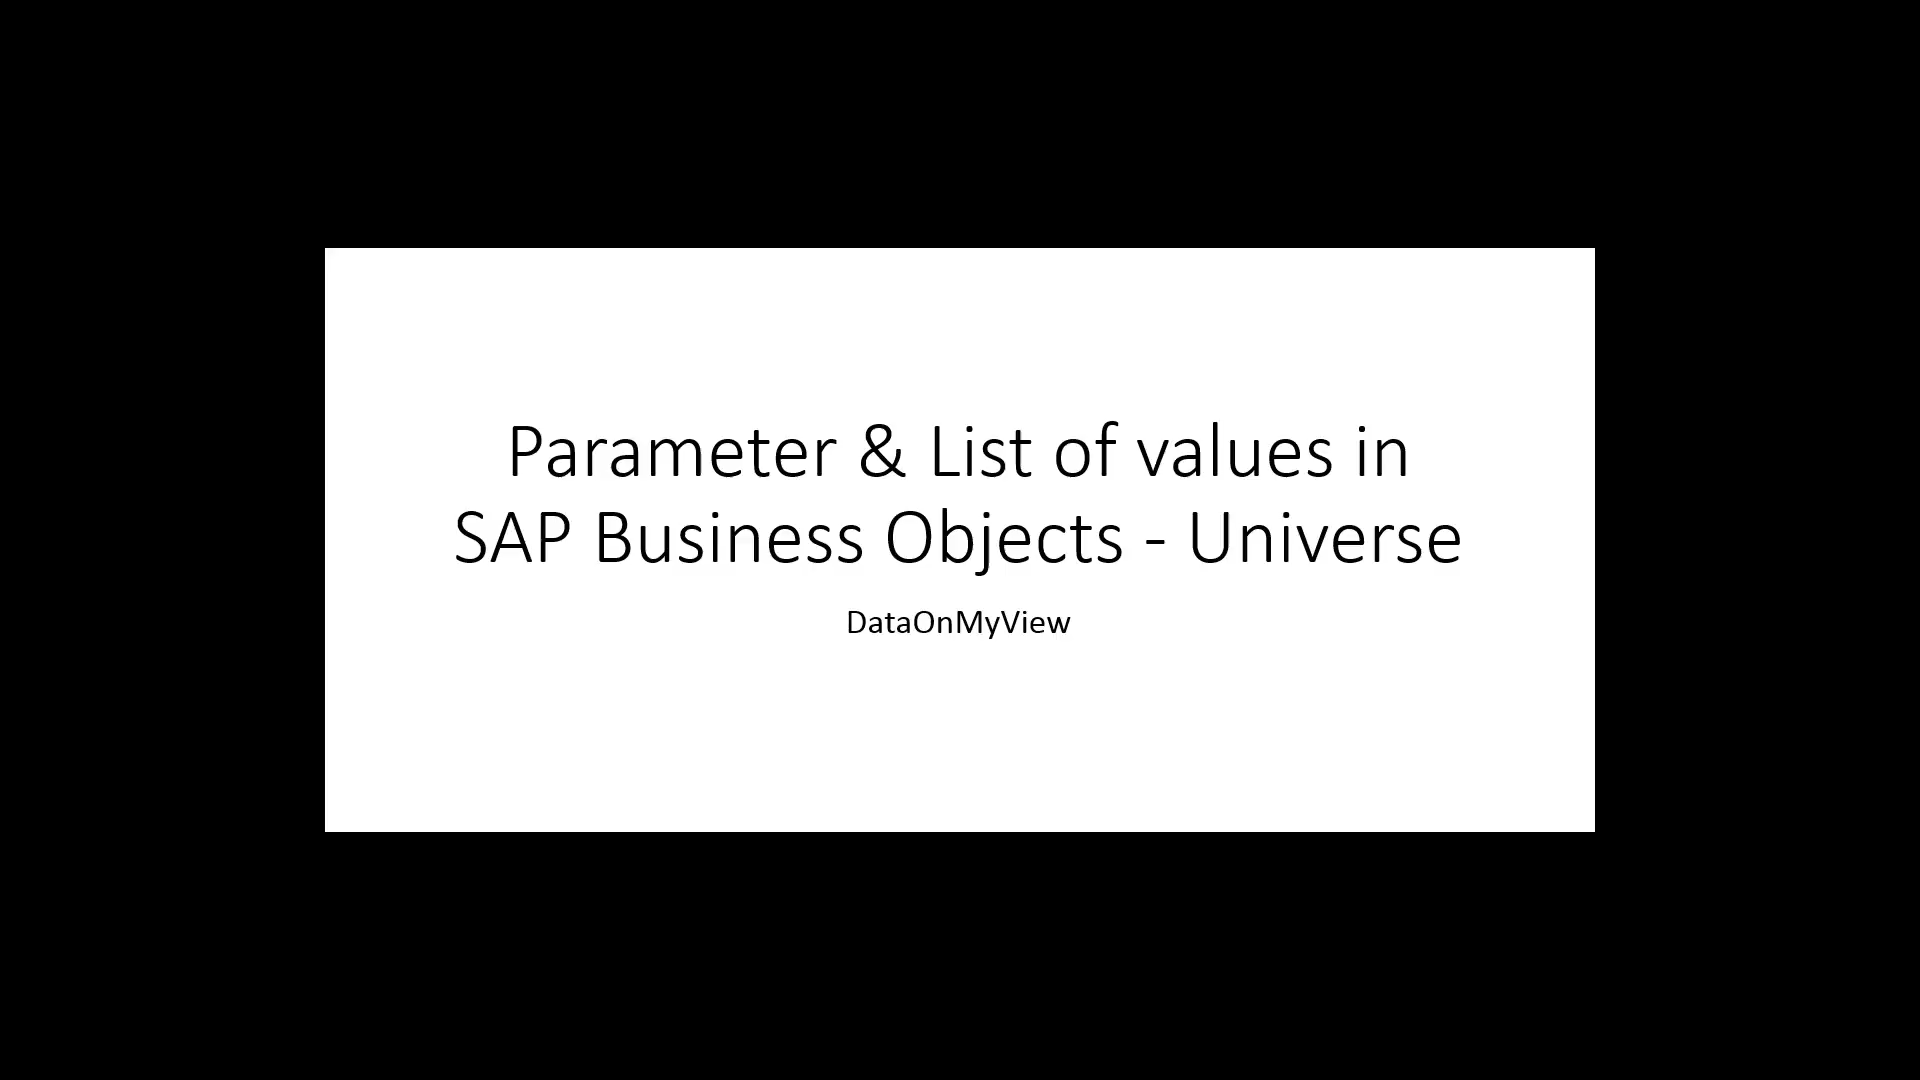 Parameter & List of values in
SAP Business Objects - Universe
DataOnMyView